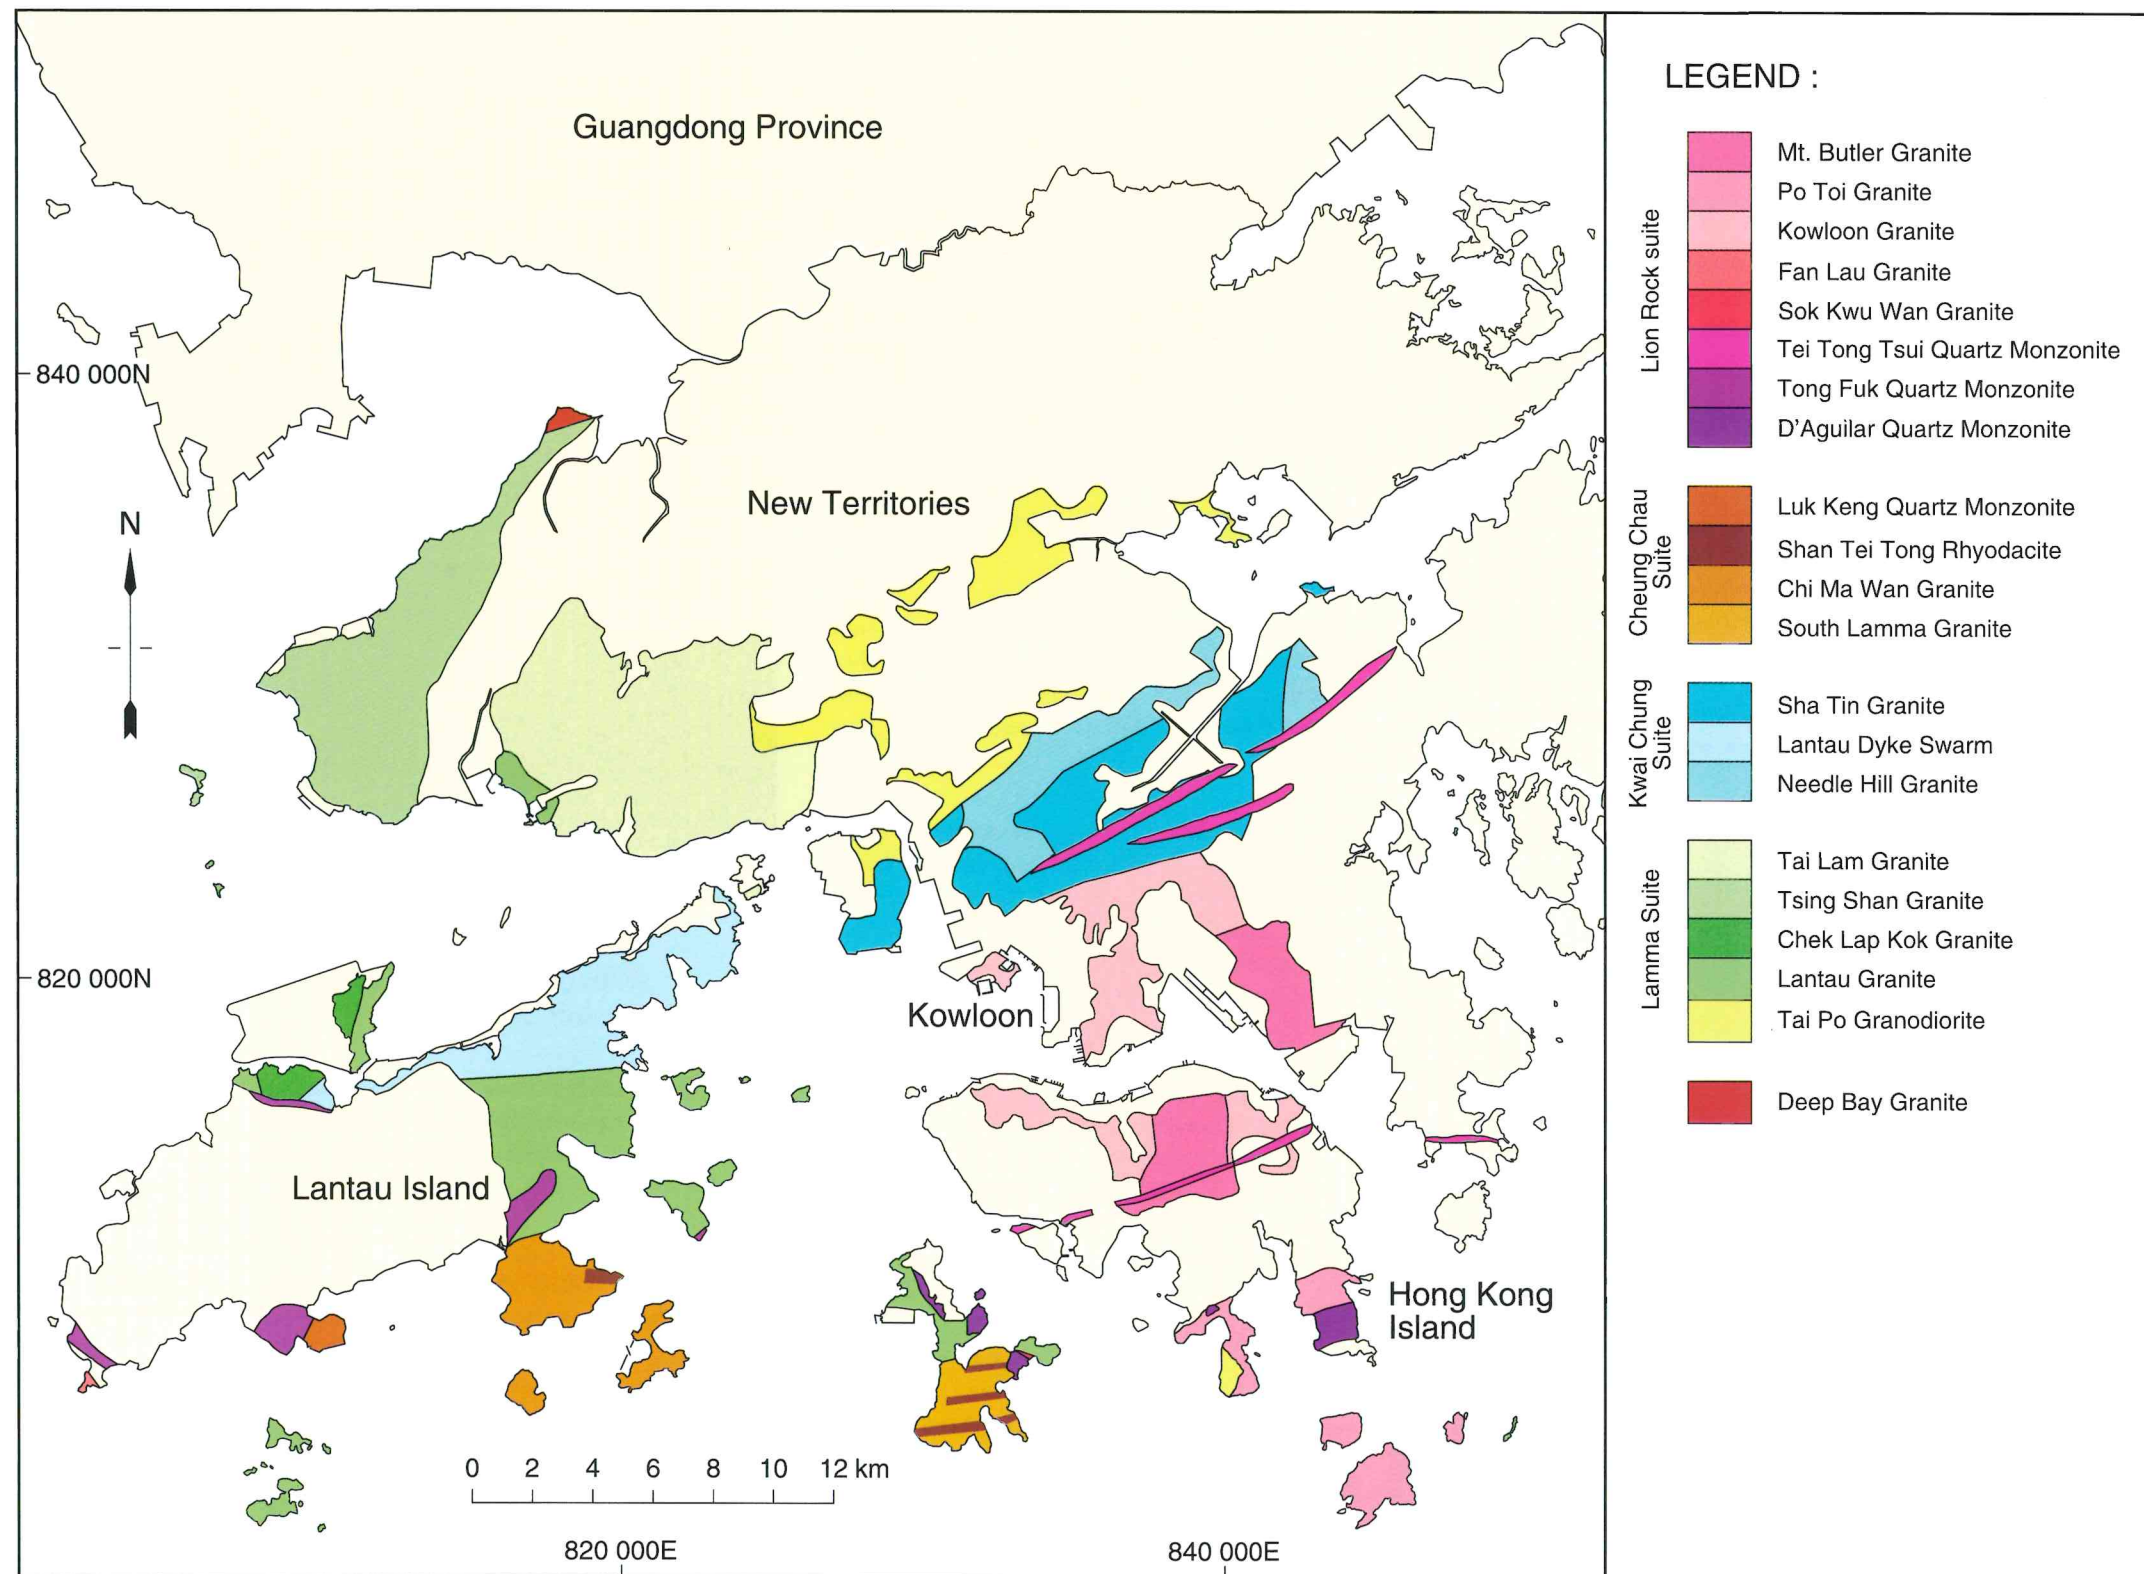 Guangdong Province
840 000N
N
New Territories
820 000N
Kowloon
Lantau Island
Hong Kong
Island
0 2 4 6 8 10 12 km
820 000E
840 000E
LEGEND :
Lion Rock suite
Mt. Butler Granite
Po Toi Granite
Kowloon Granite
Fan Lau Granite
Sok Kwu Wan Granite
Tei Tong Tsui Quartz Monzonite
Tong Fuk Quartz Monzonite
D'Aguilar Quartz Monzonite
Cheung Chau
Suite
Luk Keng Quartz Monzonite
Shan Tei Tong Rhyodacite
Chi Ma Wan Granite
South Lamma Granite
Kwai Chung
Suite
Sha Tin Granite
Lantau Dyke Swarm
Needle Hill Granite
Lamma Suite
Tai Lam Granite
Tsing Shan Granite
Chek Lap Kok Granite
Lantau Granite
Tai Po Granodiorite
Deep Bay Granite